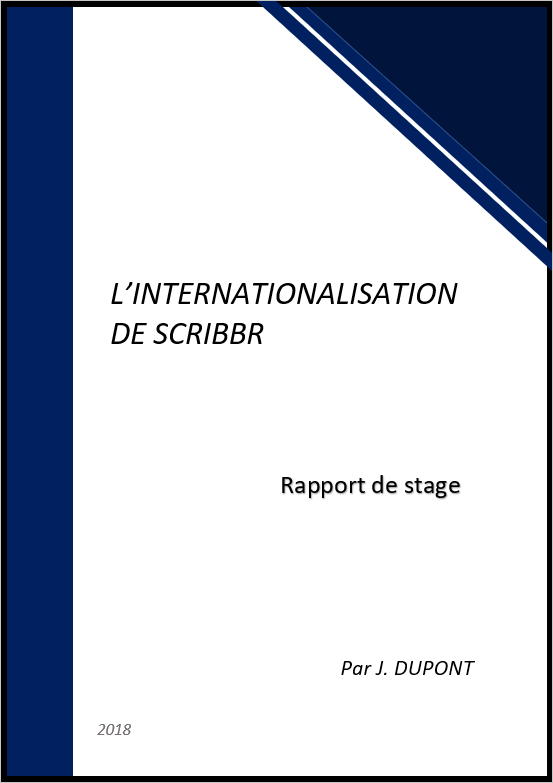 L’INTERNATIONALISATION
DE SCRIBBR
Rapport de stage
Par J. DUPONT
2018